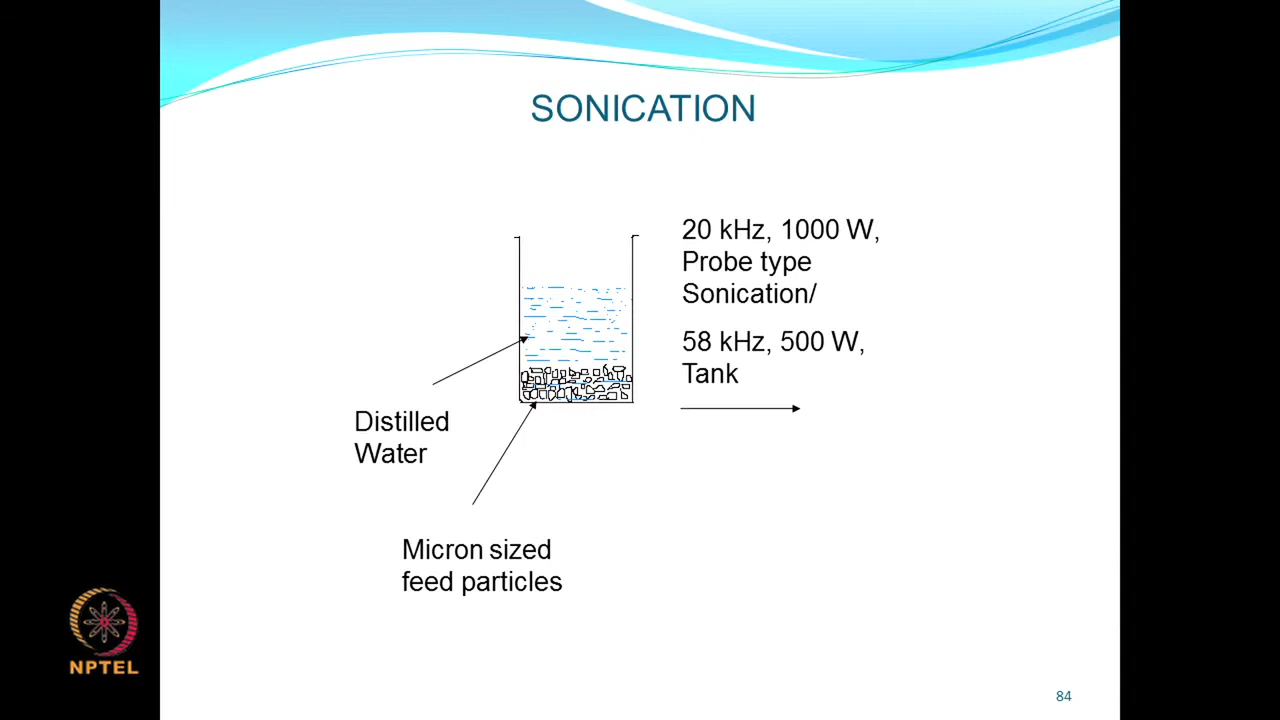 SONICATION
20 kHz, 1000 W,
Probe type
Sonication/
58 kHz, 500 W,
Tank
Distilled
Water
Micron sized
feed particles
NPTEL
84